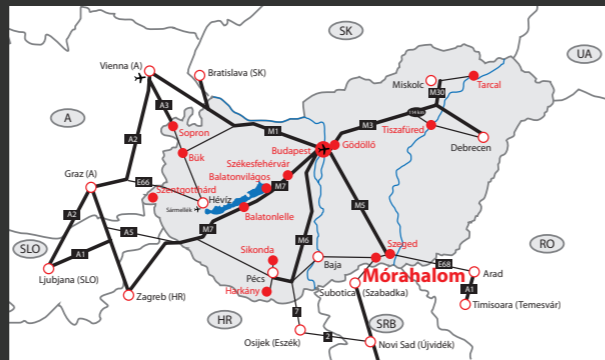 SK
UA
Vienna (A)
Bratislava (SK)
Miskolc
Tarcal
M30
A
A3
Sopron
M1
M3
Tiszafüred
Debrecen
A2
Budapest
Gödöllő
Bük
Székesfehérvár
Balatonvilágos
M7
Graz (A)
E66
Szentgotthárd
Hévíz
Sármellék
Balatonlelle
M5
A2
A5
M7
M6
SLO
A1
Sikonda
Baja
Szeged
E68
RO
Ljubjana (SLO)
Pécs
Mórahalom
Arad
Harkány
Subotica (Szabadka)
A1
Zagreb (HR)
Timisoara (Temesvár)
HR
7
SRB
Osijek (Eszék)
2
Novi Sad (Újvidék)